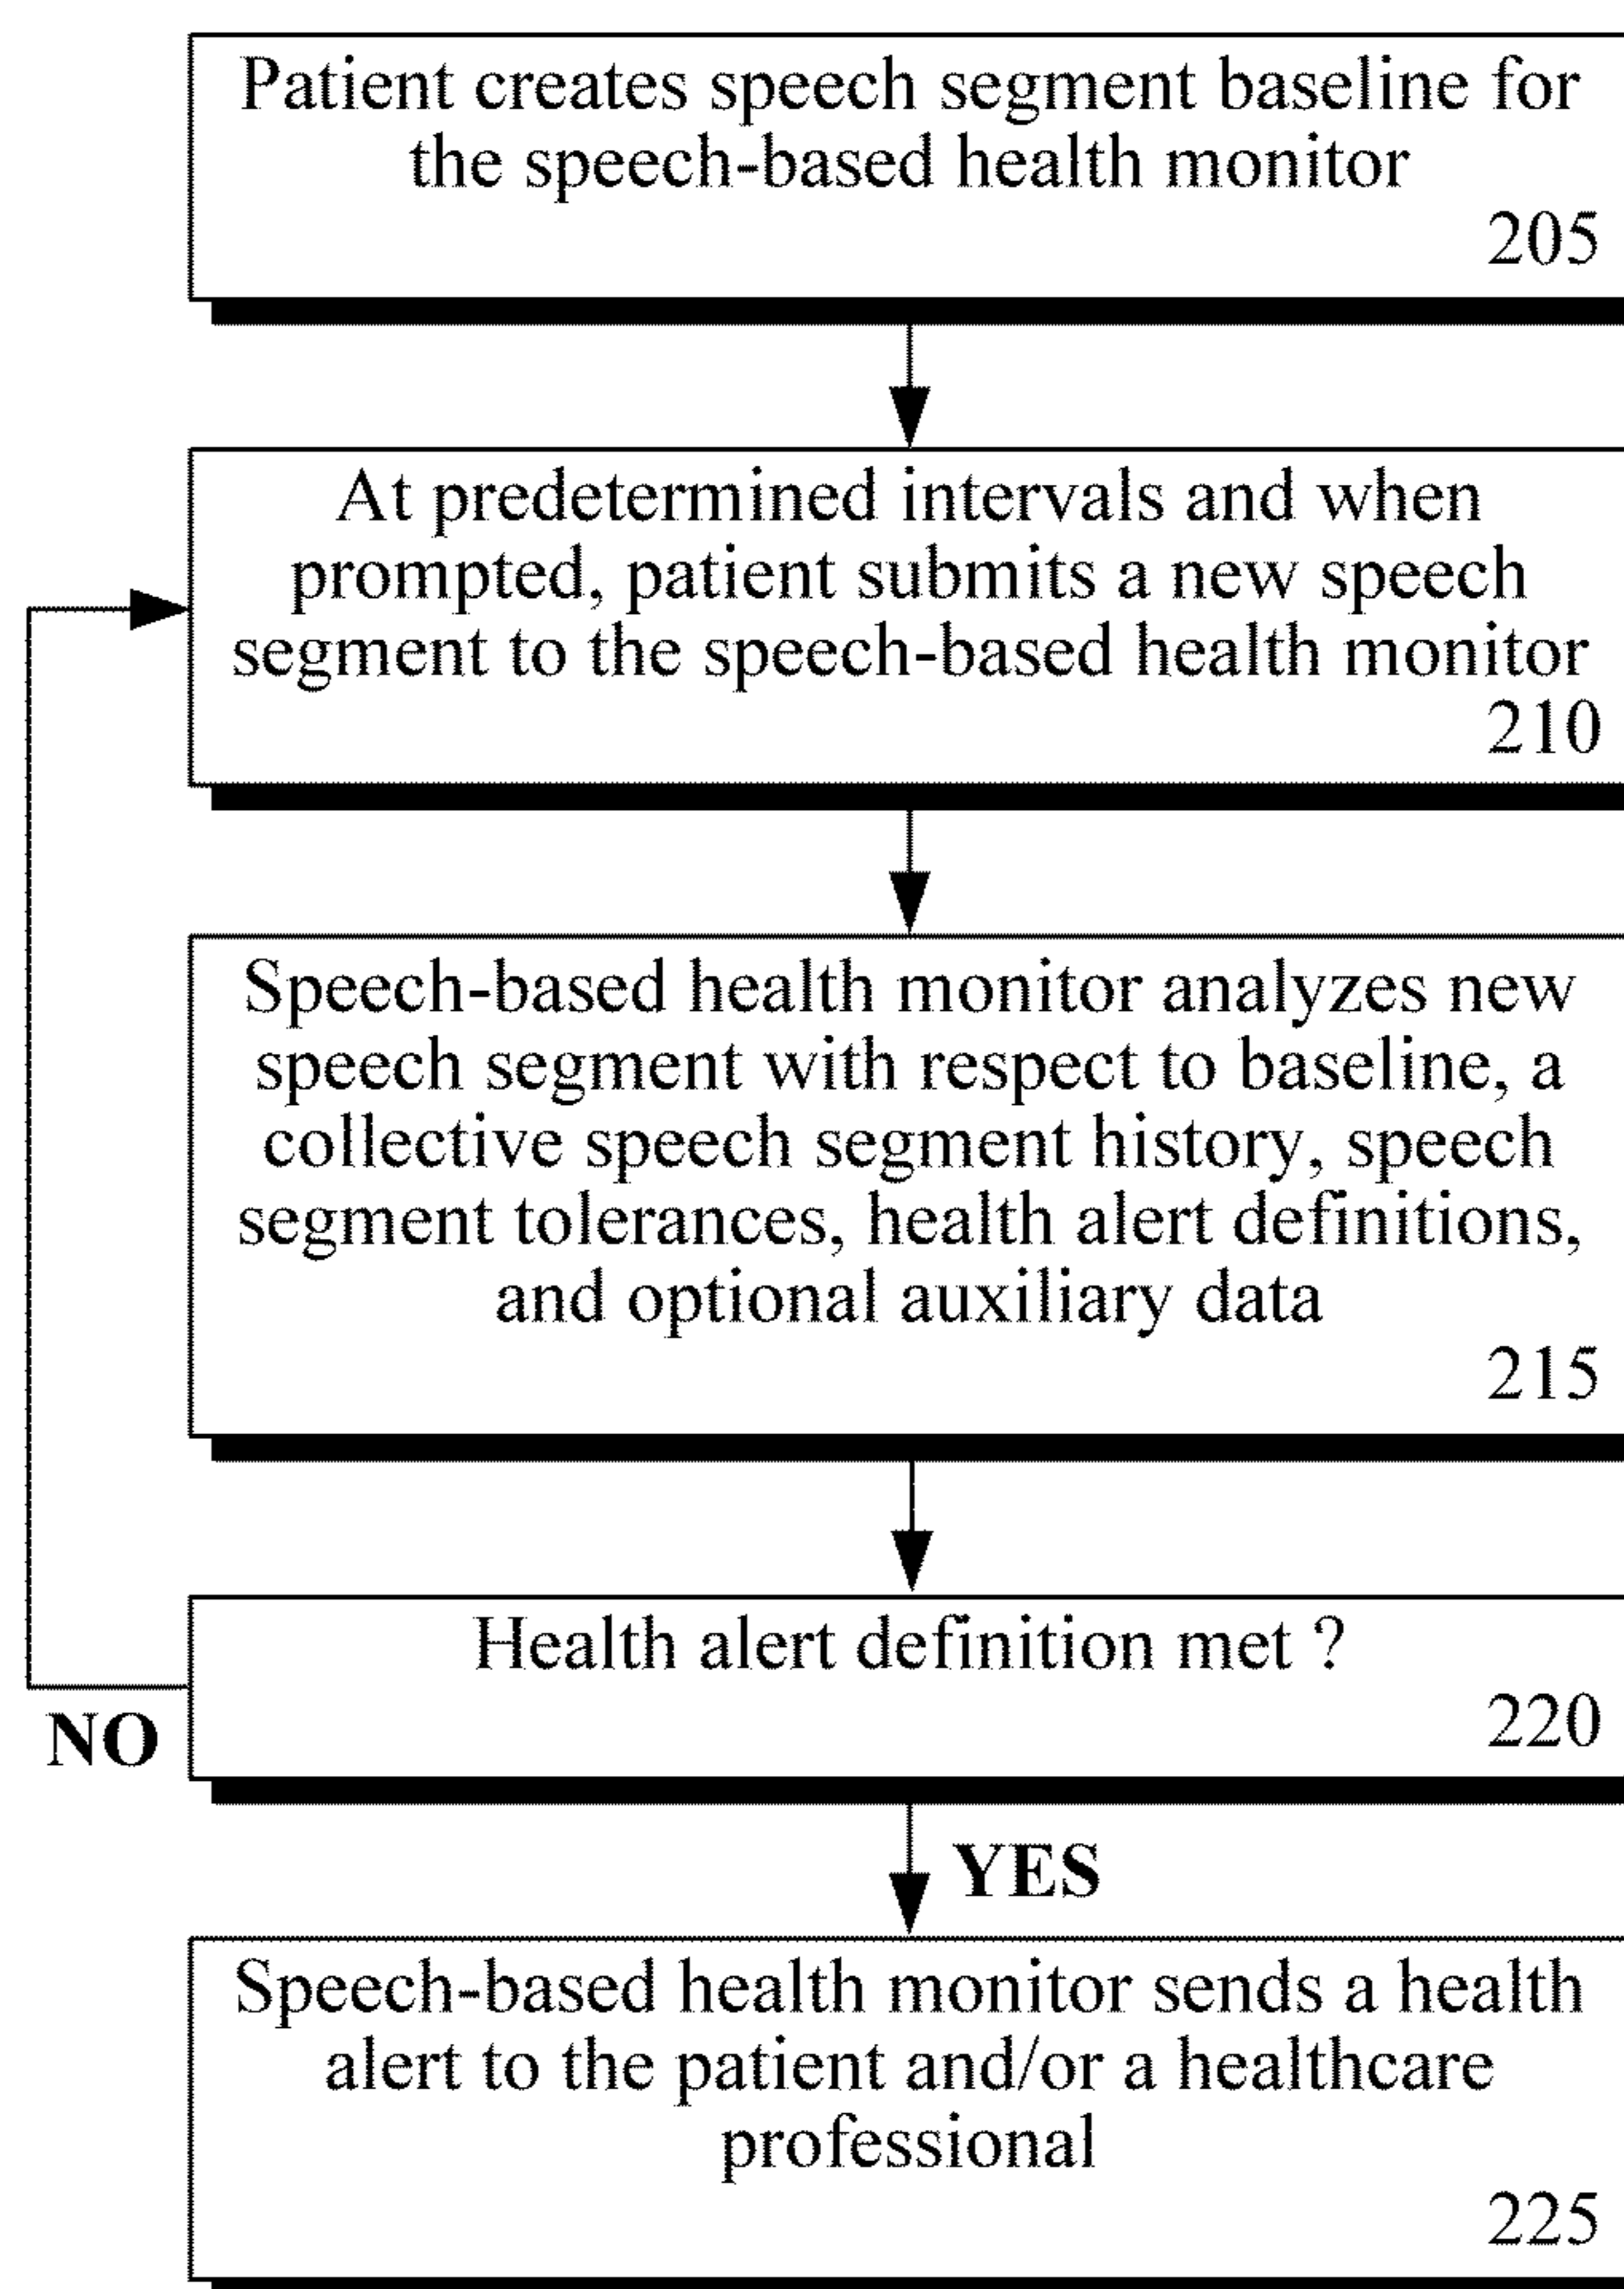 Patient creates speech segment baseline for
the speech-based health monitor
205
At predetermined intervals and when
prompted, patient submits a new speech
segment to the speech-based health monitor
210
Speech-based health monitor analyzes new
speech segment with respect to baseline, a
collective speech segment history, speech
segment tolerances, health alert definitions,
and optional auxiliary data
215
Health alert definition met ?
220
NO
YES
Speech-based health monitor sends a health
alert to the patient and/or a healthcare
professional
225